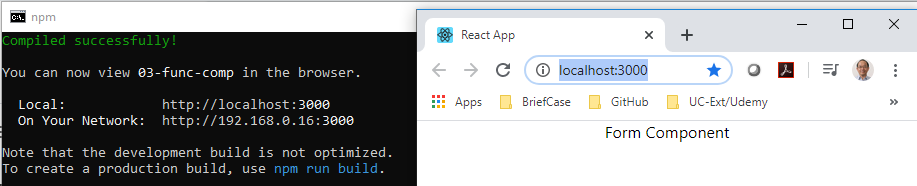 npm
Compiled successfully!
You can now view 03-func-comp in the browser.
Local: http://localhost:3000
On Your Network: http://192.168.0.16:3000
Note that the development build is not optimized.
To create a production build, use npm run build.
React App
localhost:3000
Apps BriefCase GitHub UC-Ext/Udemy »
Form Component